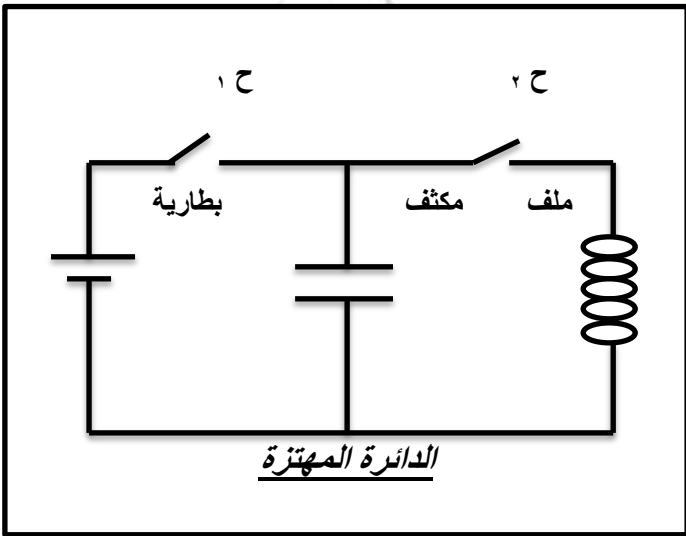 ح ١ ح ٢
بطارية مكثف ملف
الدائرة المهتزة